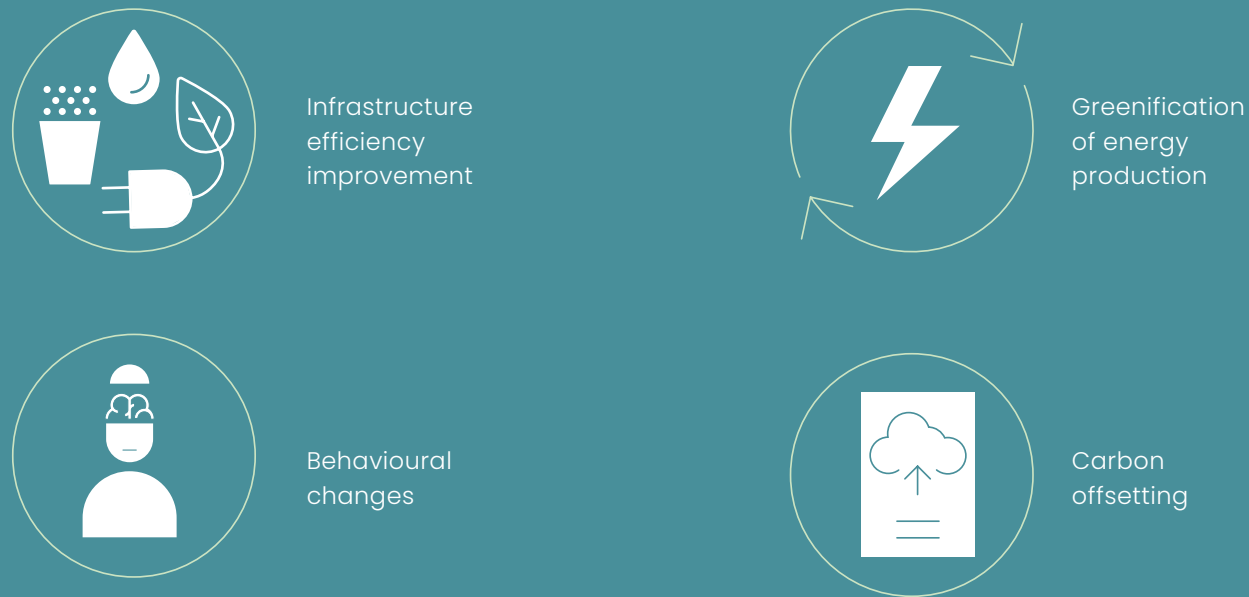 Infrastructure
efficiency
improvement
Greenification
of energy
production
Behavioural
changes
Carbon
offsetting